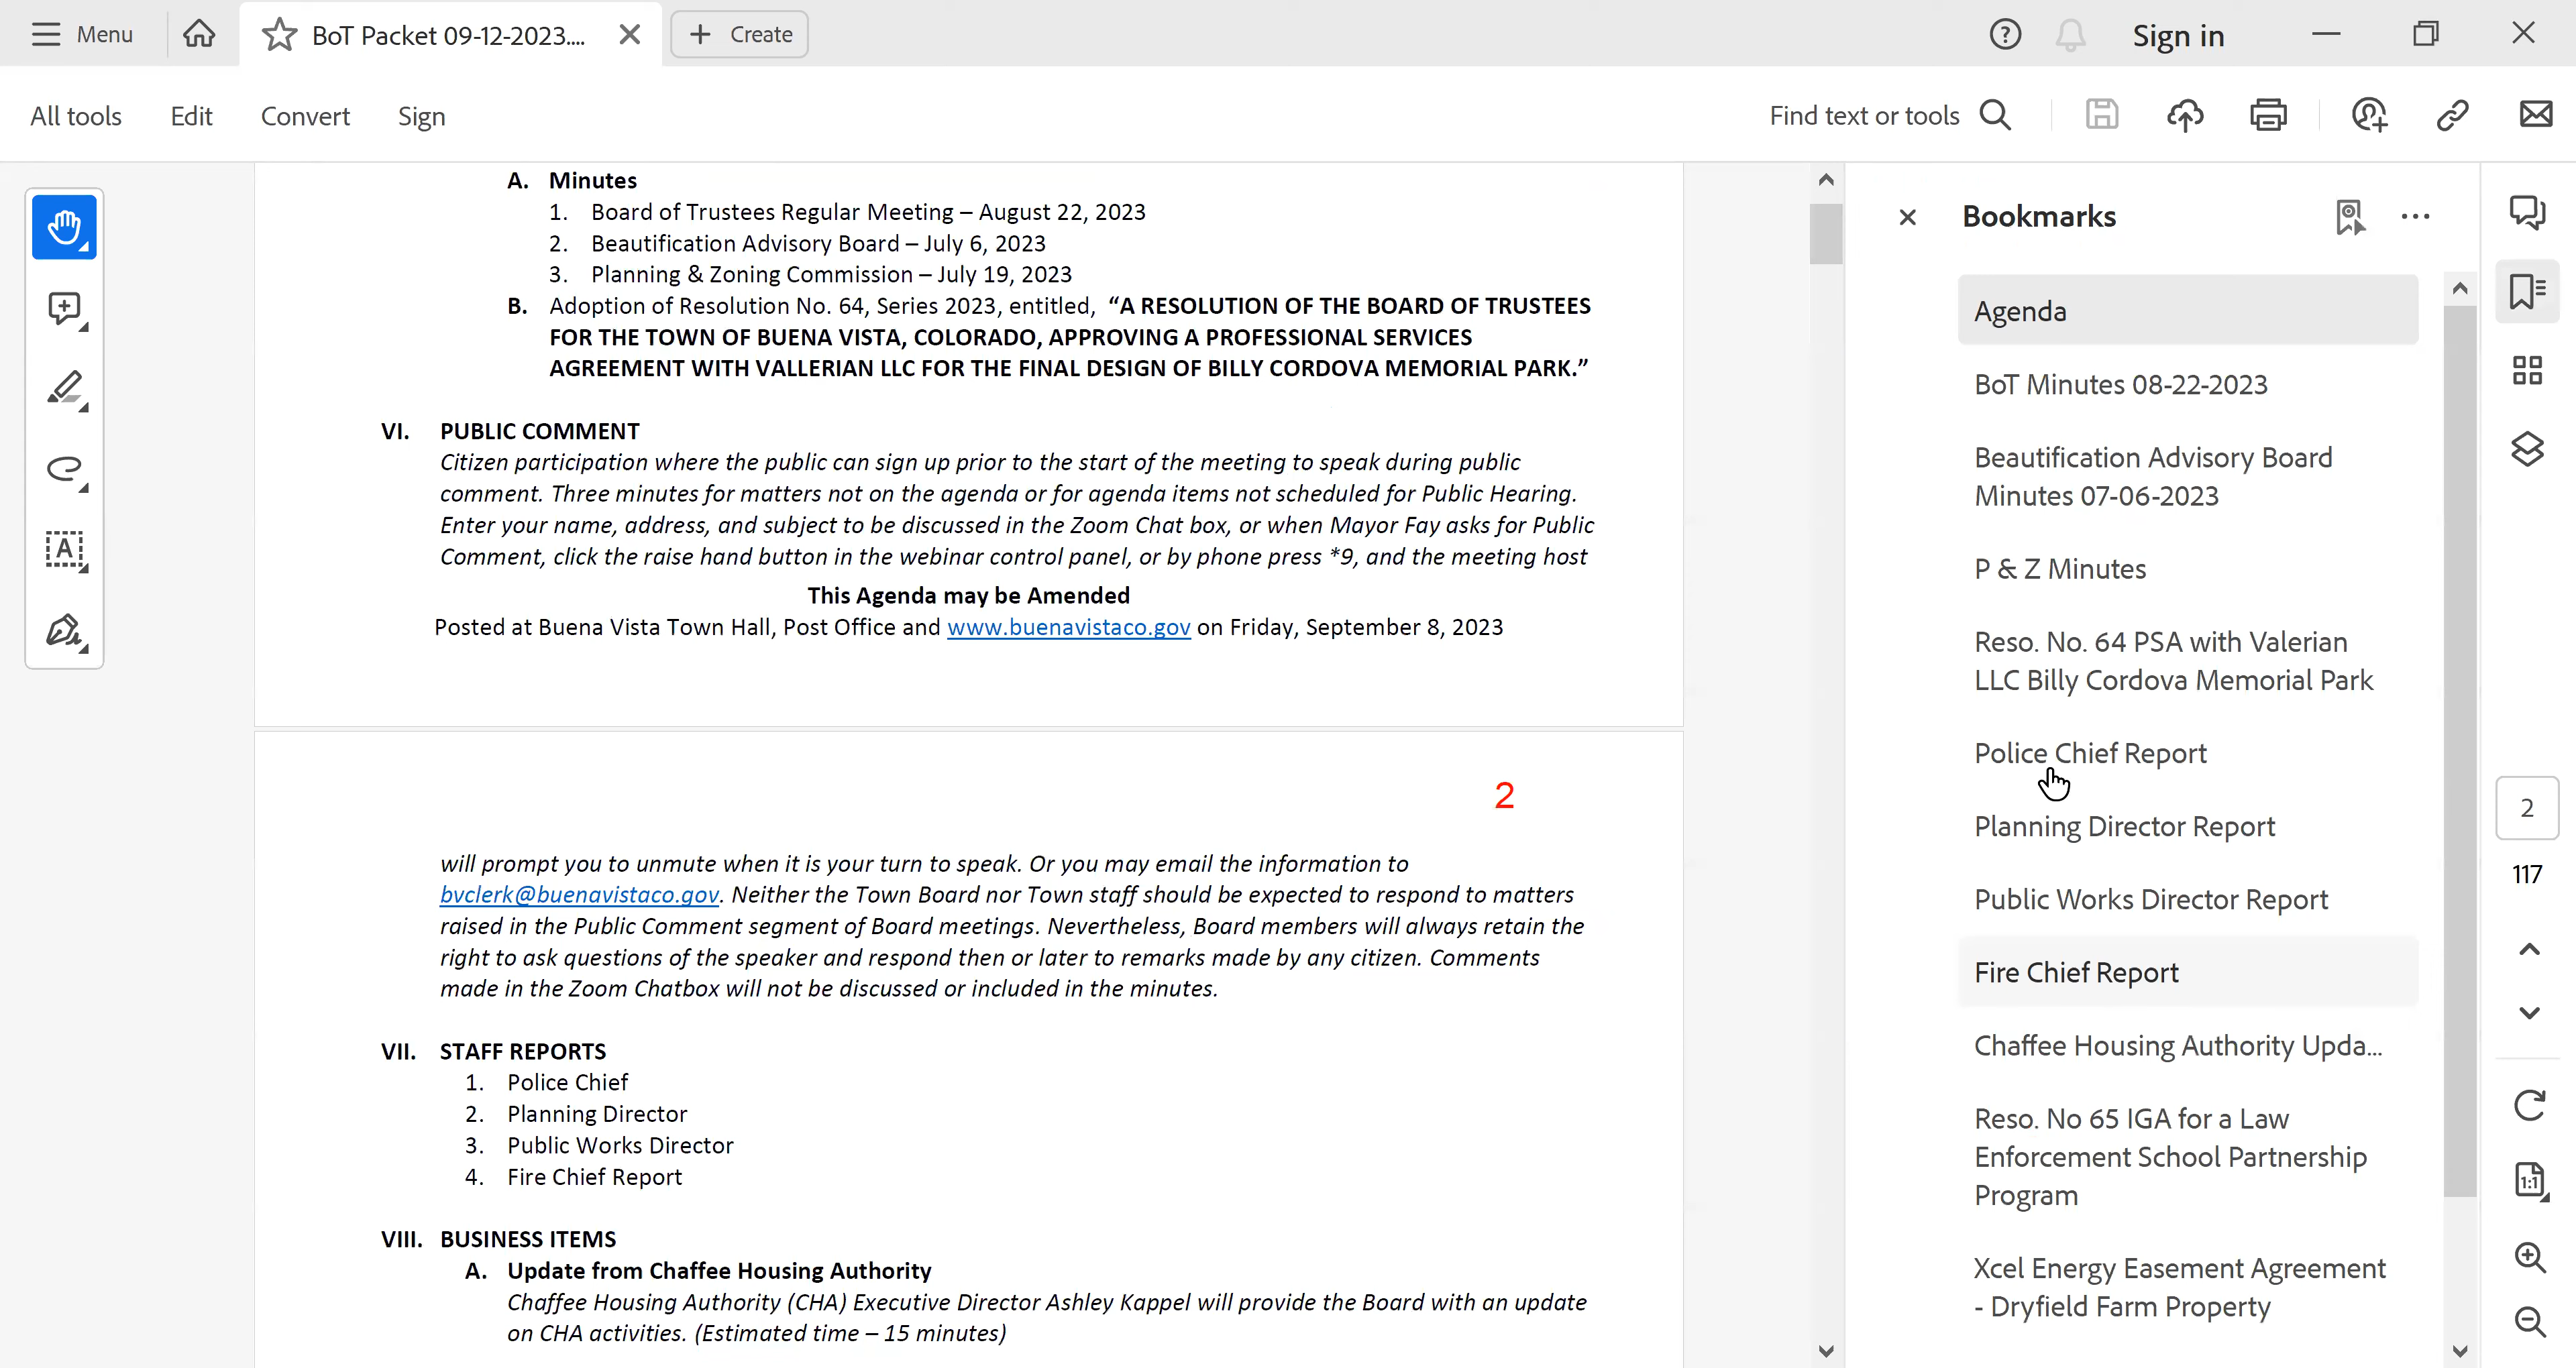 Menu
BoT Packet 09-12-2023....
Create
Sign in
All tools
Edit
Convert
Sign
Find text or tools
A. Minutes
1. Board of Trustees Regular Meeting – August 22, 2023
2. Beautification Advisory Board – July 6, 2023
3. Planning & Zoning Commission – July 19, 2023
B. Adoption of Resolution No. 64, Series 2023, entitled, “A RESOLUTION OF THE BOARD OF TRUSTEES
FOR THE TOWN OF BUENA VISTA, COLORADO, APPROVING A PROFESSIONAL SERVICES
AGREEMENT WITH VALLERIAN LLC FOR THE FINAL DESIGN OF BILLY CORDOVA MEMORIAL PARK.”
VI. PUBLIC COMMENT
Citizen participation where the public can sign up prior to the start of the meeting to speak during public
comment. Three minutes for matters not on the agenda or for agenda items not scheduled for Public Hearing.
Enter your name, address, and subject to be discussed in the Zoom Chat box, or when Mayor Fay asks for Public
Comment, click the raise hand button in the webinar control panel, or by phone press *9, and the meeting host
This Agenda may be Amended
Posted at Buena Vista Town Hall, Post Office and www.buenavistaco.gov on Friday, September 8, 2023
2
will prompt you to unmute when it is your turn to speak. Or you may email the information to
bvclerk@buenavistaco.gov. Neither the Town Board nor Town staff should be expected to respond to matters
raised in the Public Comment segment of Board meetings. Nevertheless, Board members will always retain the
right to ask questions of the speaker and respond then or later to remarks made by any citizen. Comments
made in the Zoom Chatbox will not be discussed or included in the minutes.
VII. STAFF REPORTS
1. Police Chief
2. Planning Director
3. Public Works Director
4. Fire Chief Report
VIII. BUSINESS ITEMS
A. Update from Chaffee Housing Authority
Chaffee Housing Authority (CHA) Executive Director Ashley Kappel will provide the Board with an update
on CHA activities. (Estimated time – 15 minutes)
Bookmarks
Agenda
BoT Minutes 08-22-2023
Beautification Advisory Board
Minutes 07-06-2023
P & Z Minutes
Reso. No. 64 PSA with Valerian
LLC Billy Cordova Memorial Park
Police Chief Report
Planning Director Report
Public Works Director Report
Fire Chief Report
Chaffee Housing Authority Upda...
Reso. No 65 IGA for a Law
Enforcement School Partnership
Program
Xcel Energy Easement Agreement
- Dryfield Farm Property
2
117
1:1